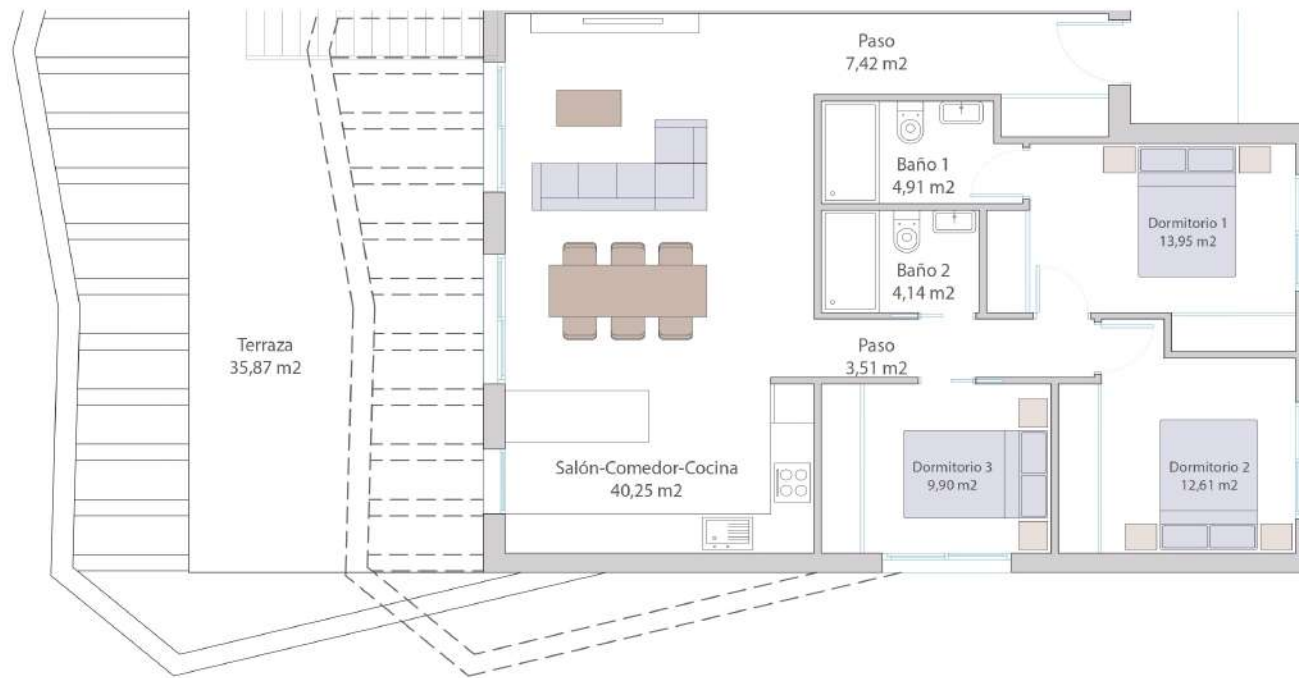 Paso
7,42 m2
Baño 1
4,91 m2
Dormitorio 1
13,95 m2
Baño 2
4,14 m2
Terraza
35,87 m2
Paso
3,51 m2
Salón-Comedor-Cocina
40,25 m2
Dormitorio 3
9,90 m2
Dormitorio 2
12,61 m2